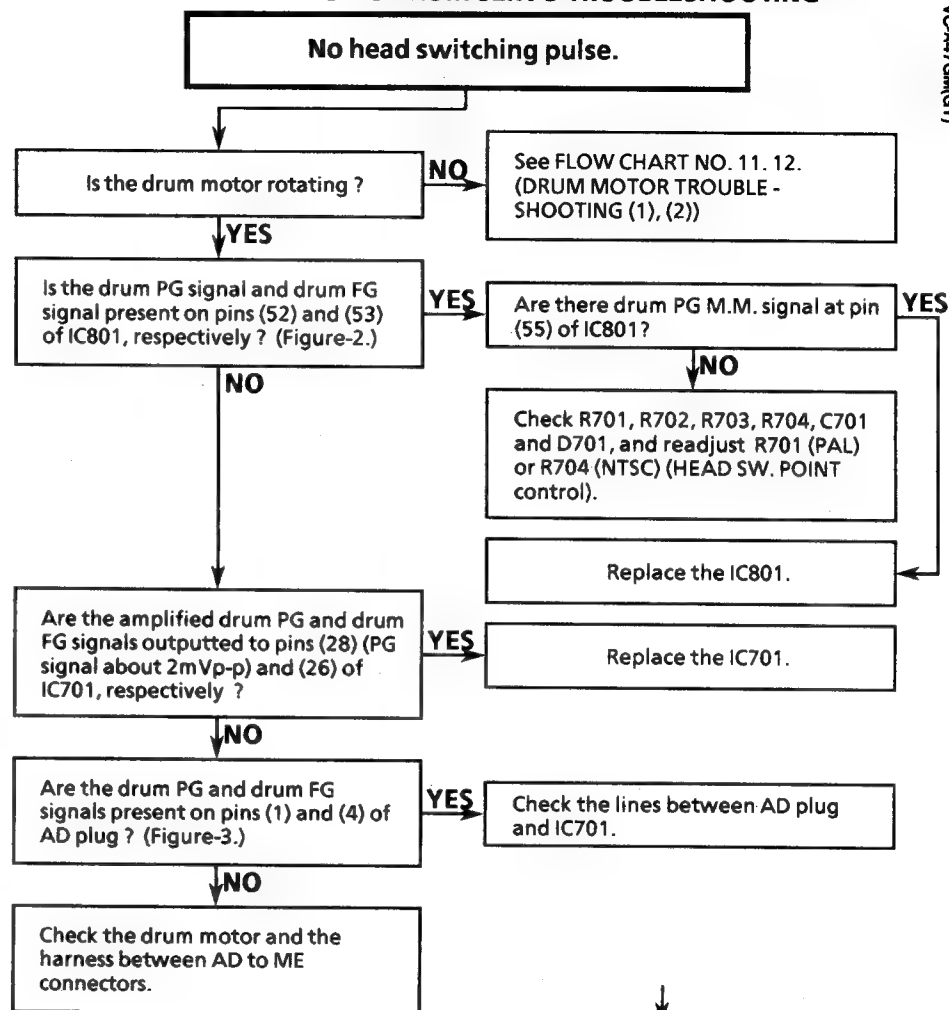 No head switching pulse.
Is the drum motor rotating ?
NO
See FLOW CHART NO. 11. 12.
(DRUM MOTOR TROUBLE -
SHOOTING (1), (2))
YES
Is the drum PG signal and drum FG
signal present on pins (52) and (53)
of IC801, respectively ? (Figure-2.)
YES
Are there drum PG M.M. signal at pin
(55) of IC801?
YES
NO
NO
Check R701, R702, R703, R704, C701
and D701, and readjust R701 (PAL)
or R704 (NTSC) (HEAD SW. POINT
control).
Replace the IC801.
Are the amplified drum PG and drum
FG signals outputted to pins (28) (PG
signal about 2mVp-p) and (26) of
IC701, respectively ?
YES
Replace the IC701.
NO
Are the drum PG and drum FG
signals present on pins (1) and (4) of
AD plug ? (Figure-3.)
YES
Check the lines between AD plug
and IC701.
NO
Check the drum motor and the
harness between AD to ME
connectors.